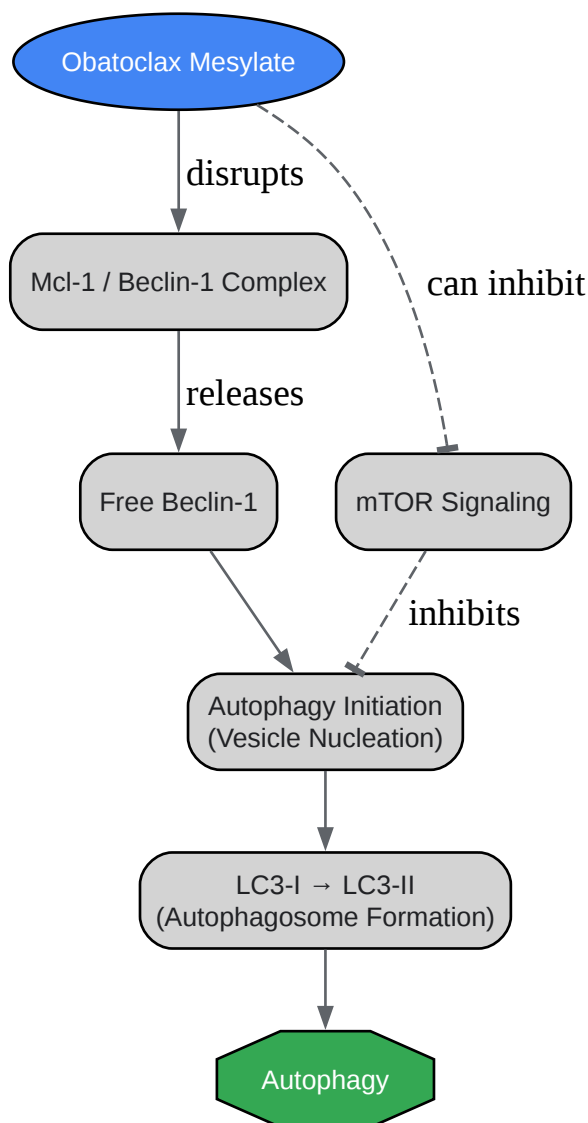 Obatoclax Mesylate
disrupts
Mcl-1 / Beclin-1 Complex
can inhibit
releases
Free Beclin-1
mTOR Signaling
inhibits
Autophagy Initiation
(Vesicle Nucleation)
LC3-I → LC3-II
(Autophagosome Formation)
Autophagy